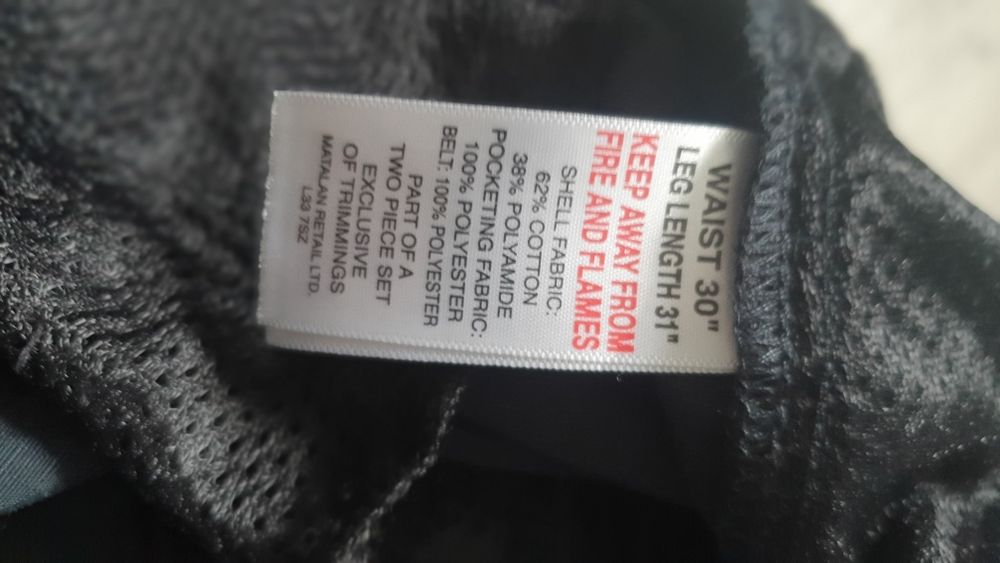 WAIST 30"
LEG LENGTH 31"
KEEP AWAY FROM
FIRE AND FLAMES
SHELL FABRIC:
62% COTTON
38% POLYAMIDE
POCKETING FABRIC:
100% POLYESTER
BELT: 100% POLYESTER
PART OF A
TWO PIECE SET
EXCLUSIVE
OF TRIMMINGS
MATALAN RETAIL LTD.
L33 7SZ